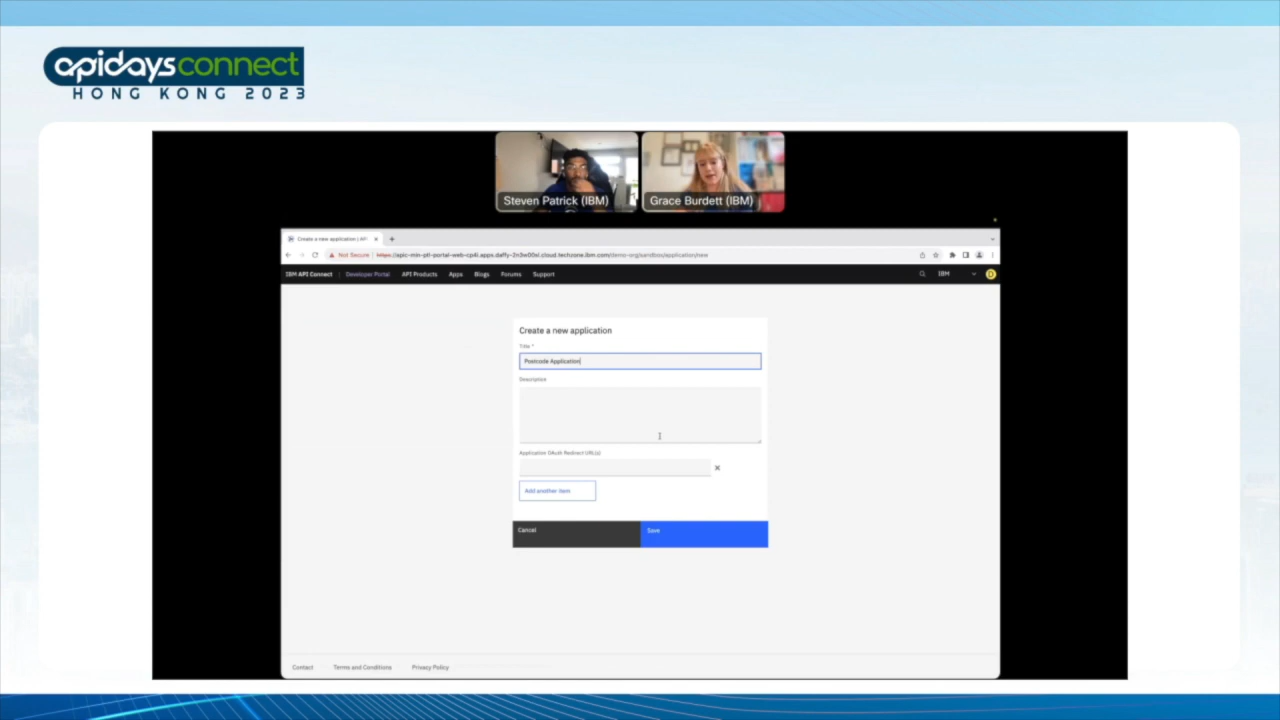 apidays connect
HONG KONG 2023
Steven Patrick (IBM)
Grace Burdett (IBM)
Create a new application | API
Not Secure
IBM API Connect
Developer Portal
API Products
Apps
Blogs
Forums
Support
IBM
Create a new application
Title *
Postcode Application
Description
Application OAuth Redirect URL(s)
Add another item
Cancel
Save
Contact
Terms and Conditions
Privacy Policy